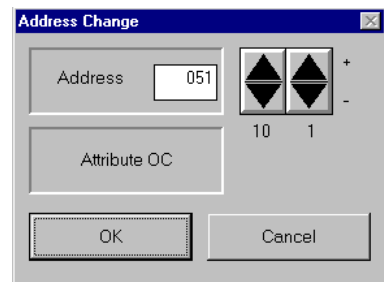 Address Change
Address 051
+
-
10 1
Attribute OC
OK Cancel